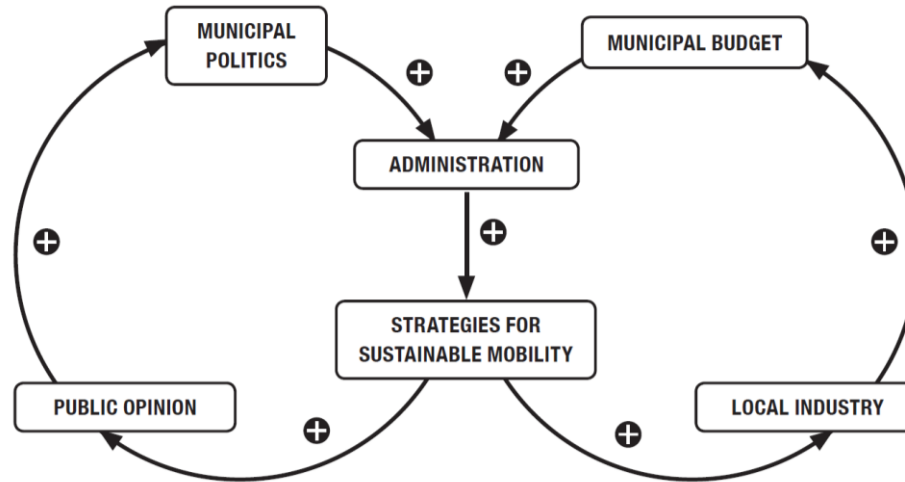 MUNICIPAL
POLITICS
MUNICIPAL BUDGET
+
+
ADMINISTRATION
+
+
+
STRATEGIES FOR
SUSTAINABLE MOBILITY
PUBLIC OPINION
LOCAL INDUSTRY
+
+